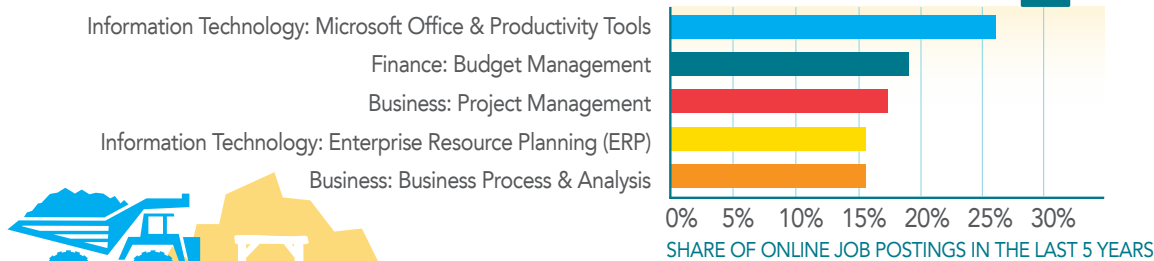 Information Technology: Microsoft Office & Productivity Tools
Finance: Budget Management
Business: Project Management
Information Technology: Enterprise Resource Planning (ERP)
Business: Business Process & Analysis
0% 5% 10% 15% 20% 25% 30%
SHARE OF ONLINE JOB POSTINGS IN THE LAST 5 YEARS